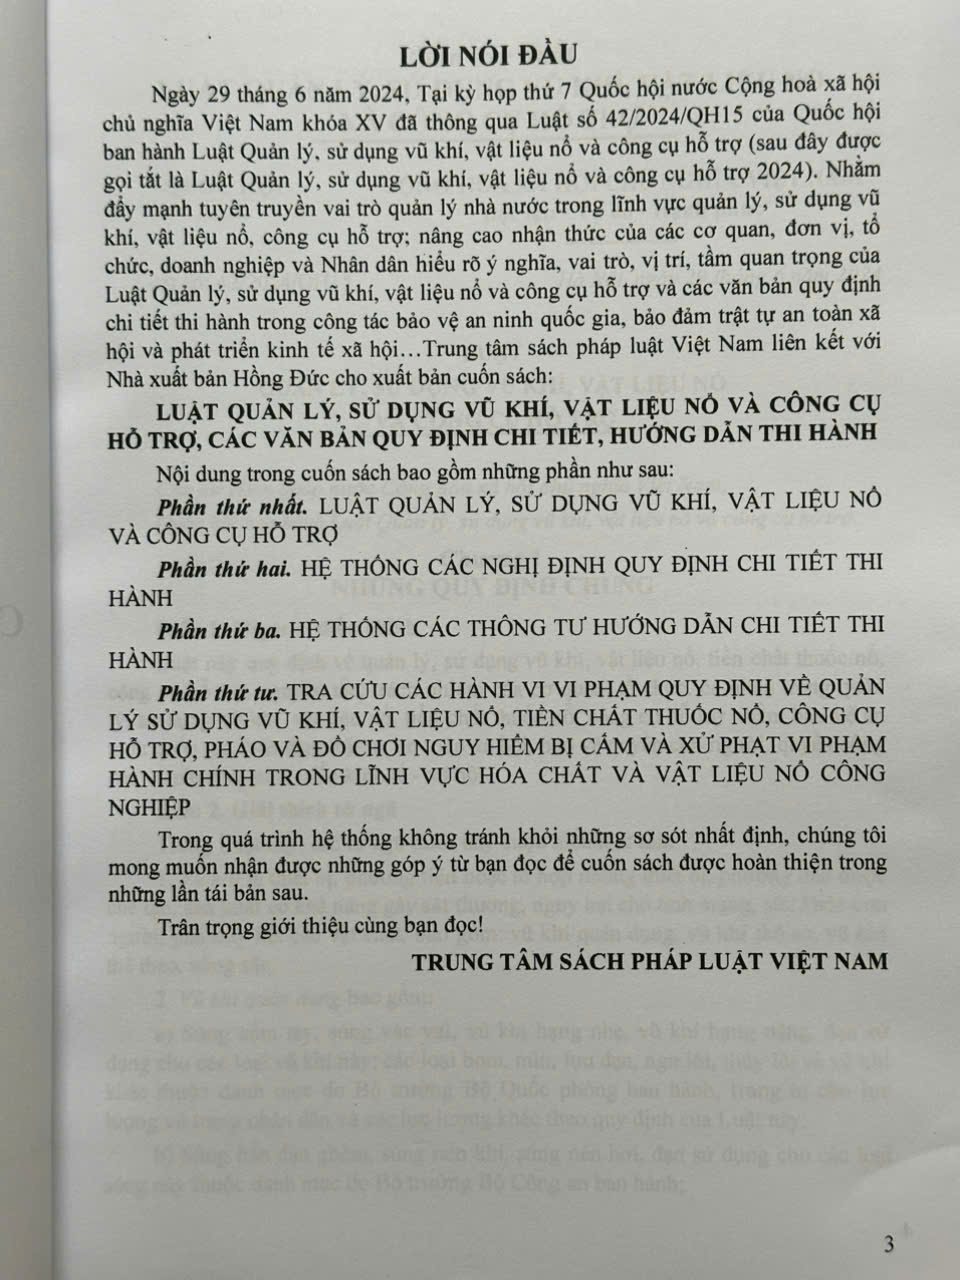 LỜI NÓI ĐẦU
Ngày 29 tháng 6 năm 2024, Tại kỳ họp thứ 7 Quốc hội nước Cộng hoà xã hội
chủ nghĩa Việt Nam khóa XV đã thông qua Luật số 42/2024/QH15 của Quốc hội
ban hành Luật Quản lý, sử dụng vũ khí, vật liệu nổ và công cụ hỗ trợ (sau đây được
gọi tắt là Luật Quản lý, sử dụng vũ khí, vật liệu nổ và công cụ hỗ trợ 2024). Nhằm
đẩy mạnh tuyên truyền vai trò quản lý nhà nước trong lĩnh vực quản lý, sử dụng vũ
khí, vật liệu nổ, công cụ hỗ trợ; nâng cao nhận thức của các cơ quan, đơn vị, tổ
chức, doanh nghiệp và Nhân dân hiểu rõ ý nghĩa, vai trò, vị trí, tầm quan trọng của
Luật Quản lý, sử dụng vũ khí, vật liệu nổ và công cụ hỗ trợ và các văn bản quy định
chi tiết thi hành trong công tác bảo vệ an ninh quốc gia, bảo đảm trật tự an toàn xã
hội và phát triển kinh tế xã hội…Trung tâm sách pháp luật Việt Nam liên kết với
Nhà xuất bản Hồng Đức cho xuất bản cuốn sách:
LUẬT QUẢN LÝ, SỬ DỤNG VŨ KHÍ, VẬT LIỆU NỔ VÀ CÔNG CỤ
HỖ TRỢ, CÁC VĂN BẢN QUY ĐỊNH CHI TIẾT, HƯỚNG DẪN THI HÀNH
Nội dung trong cuốn sách bao gồm những phần như sau:
Phần thứ nhất. LUẬT QUẢN LÝ, SỬ DỤNG VŨ KHÍ, VẬT LIỆU NỔ
VÀ CÔNG CỤ HỖ TRỢ
Phần thứ hai. HỆ THỐNG CÁC NGHỊ ĐỊNH QUY ĐỊNH CHI TIẾT THI
HÀNH
Phần thứ ba. HỆ THỐNG CÁC THÔNG TƯ HƯỚNG DẪN CHI TIẾT THI
HÀNH
Phần thứ tư. TRA CỨU CÁC HÀNH VI VI PHẠM QUY ĐỊNH VỀ QUẢN
LÝ SỬ DỤNG VŨ KHÍ, VẬT LIỆU NỔ, TIỀN CHẤT THUỐC NỔ, CÔNG CỤ
HỖ TRỢ, PHÁO VÀ ĐỒ CHƠI NGUY HIỂM BỊ CẤM VÀ XỬ PHẠT VI PHẠM
HÀNH CHÍNH TRONG LĨNH VỰC HÓA CHẤT VÀ VẬT LIỆU NỔ CÔNG
NGHIỆP
Trong quá trình hệ thống không tránh khỏi những sơ sót nhất định, chúng tôi
mong muốn nhận được những góp ý từ bạn đọc để cuốn sách được hoàn thiện trong
những lần tái bản sau.
Trân trọng giới thiệu cùng bạn đọc!
TRUNG TÂM SÁCH PHÁP LUẬT VIỆT NAM
3